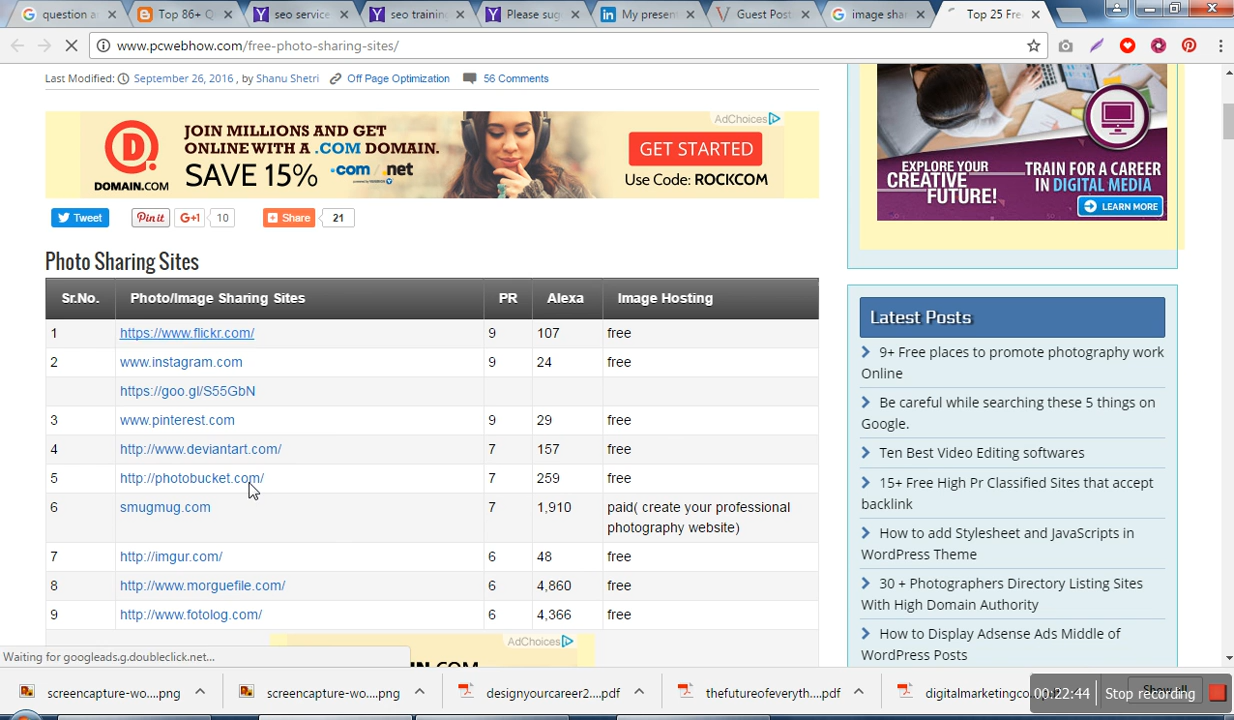 question a
Top 86+ Q
seo service
seo trainin
Please sug
My presen
Guest Post
image sha
Top 25 Fre
www.pcwebhow.com/free-photo-sharing-sites/
Last Modified: September 26, 2016 , by Shanu Shetri Off Page Optimization 56 Comments
AdChoices
JOIN MILLIONS AND GET
ONLINE WITH A .COM DOMAIN.
SAVE 15% .com .net
DOMAIN.COM
GET STARTED
Use Code: ROCKCOM
Tweet Pin it G+1 10 Share 21
Photo Sharing Sites
Sr.No. Photo/Image Sharing Sites PR Alexa Image Hosting
1 https://www.flickr.com/ 9 107 free
2 www.instagram.com 9 24 free
https://goo.gl/S55GbN
3 www.pinterest.com 9 29 free
4 http://www.deviantart.com/ 7 157 free
5 http://photobucket.com/ 7 259 free
6 smugmug.com 7 1,910 paid( create your professional
photography website)
7 http://imgur.com/ 6 48 free
8 http://www.morguefile.com/ 6 4,860 free
9 http://www.fotolog.com/ 6 4,366 free
AdChoices
EXPLORE YOUR
CREATIVE
FUTURE!
TRAIN FOR A CAREER
IN DIGITAL MEDIA
LEARN MORE
Latest Posts
9+ Free places to promote photography work
Online
Be careful while searching these 5 things on
Google.
Ten Best Video Editing softwares
15+ Free High Pr Classified Sites that accept
backlink
How to add Stylesheet and JavaScripts in
WordPress Theme
30 + Photographers Directory Listing Sites
With High Domain Authority
How to Display Adsense Ads Middle of
WordPress Posts
Waiting for googleads.g.doubleclick.net...
screencapture-wo....png
screencapture-wo....png
designyourcareer2....pdf
thefutureofeveryth....pdf
digitalmarketingco
00:22:44 Stop recording